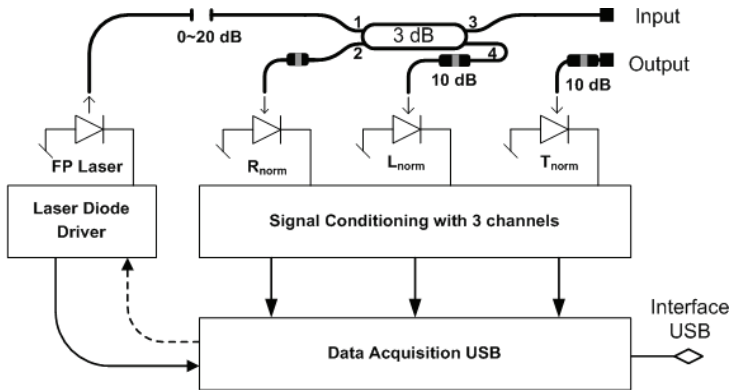 1
3
Input
0~20 dB
3 dB
2
4
Output
10 dB
10 dB
FP Laser
Rnorm
Lnorm
Tnorm
Laser Diode
Driver
Signal Conditioning with 3 channels
Interface
USB
Data Acquisition USB